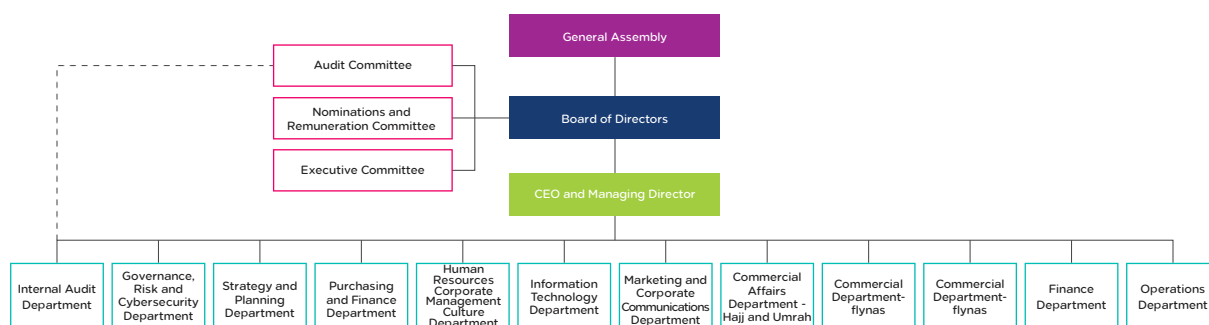 General Assembly
Audit Committee
Nominations and
Remuneration Committee
Board of Directors
Executive Committee
CEO and Managing Director
Internal Audit
Department
Governance,
Risk and
Cybersecurity
Department
Strategy and
Planning
Department
Purchasing
and Finance
Department
Human
Resources
Corporate
Management
Culture
Department
Information
Technology
Department
Marketing and
Corporate
Communications
Department
Commercial
Affairs
Department -
Hajj and Umrah
Commercial
Department-
flynas
Commercial
Department-
flynas
Finance
Department
Operations
Department